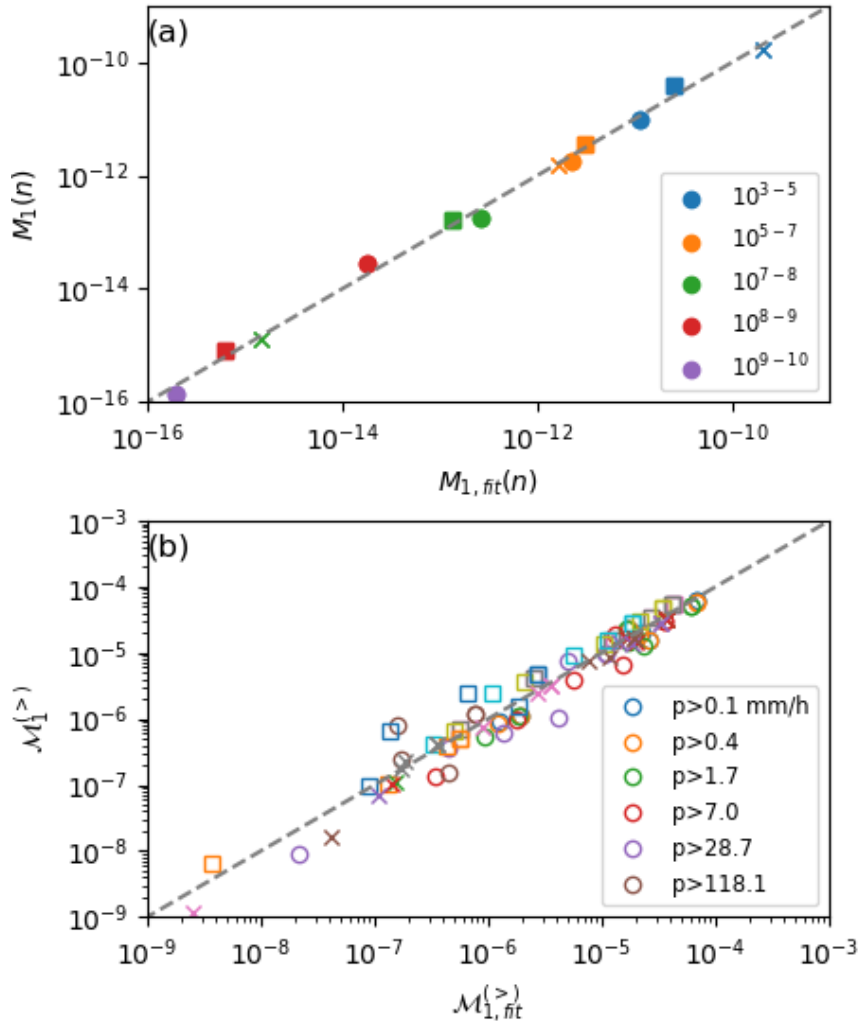 (a)
10^{-10}
10^{-12}
10^{-14}
10^{-16}
M_1(n)
10^{3-5}
10^{5-7}
10^{7-8}
10^{8-9}
10^{9-10}
10^{-16} 10^{-14} 10^{-12} 10^{-10}
M_{1, fit}(n)
(b)
10^{-3}
10^{-4}
10^{-5}
10^{-6}
10^{-7}
10^{-8}
10^{-9}
ℳ_1^{(>)}
p>0.1 mm/h
p>0.4
p>1.7
p>7.0
p>28.7
p>118.1
10^{-9} 10^{-8} 10^{-7} 10^{-6} 10^{-5} 10^{-4} 10^{-3}
ℳ_{1, fit}^{(>)}